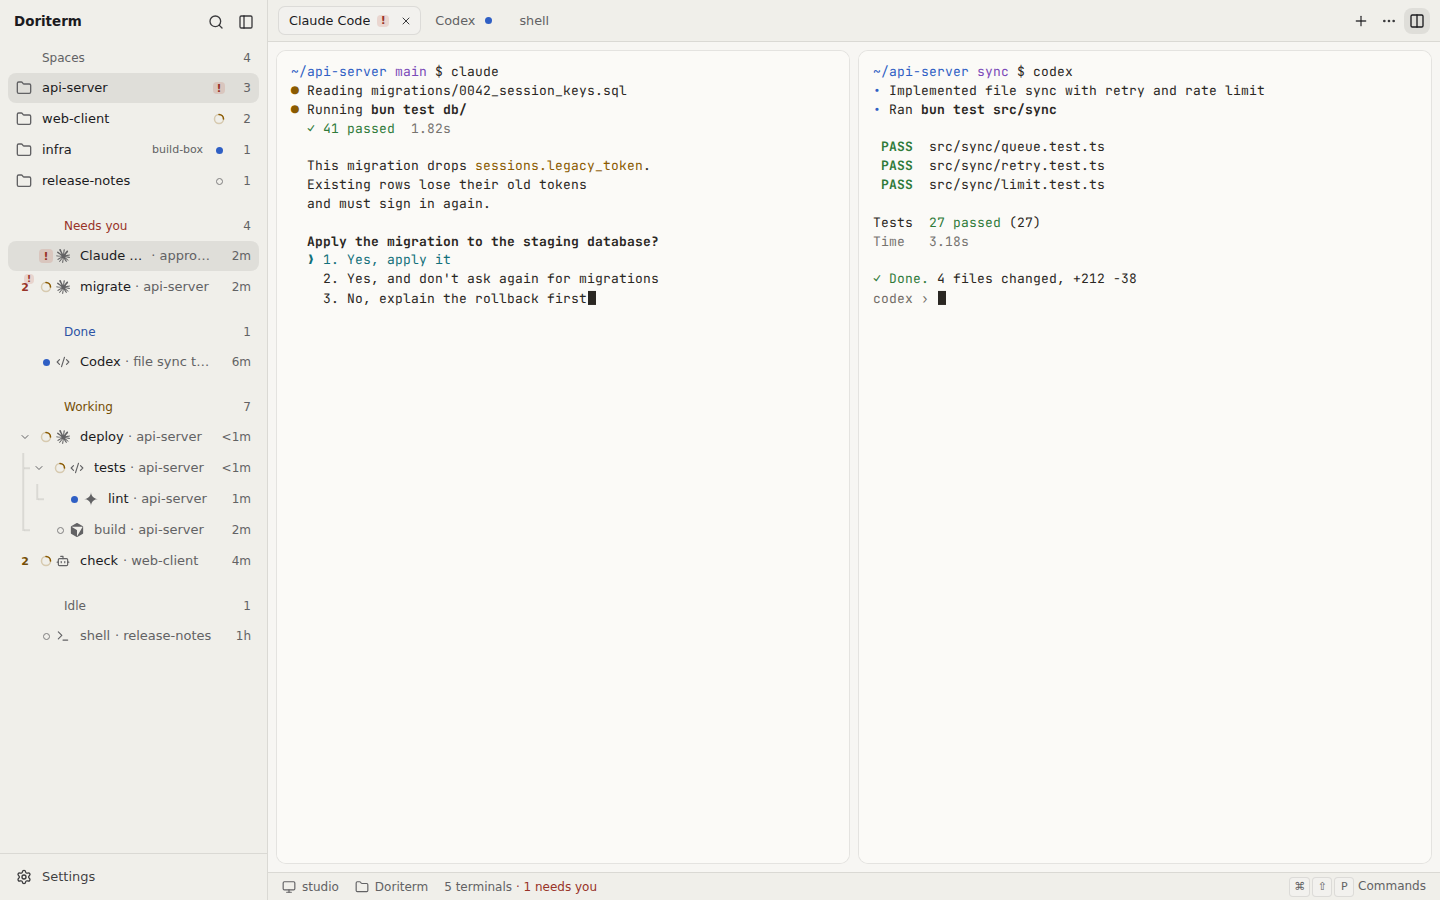 Doriterm
Spaces 4
api-server ! 3
web-client 2
infra build-box 1
release-notes 1
Needs you 4
! Claude ... · appro... 2m
2 ! migrate · api-server 2m
Done 1
Codex · file sync t... 6m
Working 7
deploy · api-server <1m
tests · api-server <1m
lint · api-server 1m
build · api-server 2m
2 check · web-client 4m
Idle 1
shell · release-notes 1h
Settings
Claude Code ! ×
Codex
shell
~/api-server main $ claude
● Reading migrations/0042_session_keys.sql
● Running bun test db/
✓ 41 passed 1.82s
This migration drops sessions.legacy_token.
Existing rows lose their old tokens
and must sign in again.
Apply the migration to the staging database?
❯ 1. Yes, apply it
2. Yes, and don't ask again for migrations
3. No, explain the rollback first
~/api-server sync $ codex
• Implemented file sync with retry and rate limit
• Ran bun test src/sync
PASS src/sync/queue.test.ts
PASS src/sync/retry.test.ts
PASS src/sync/limit.test.ts
Tests 27 passed (27)
Time 3.18s
✓ Done. 4 files changed, +212 -38
codex ›
studio
Doriterm
5 terminals · 1 needs you
⌘ ⇧ P Commands